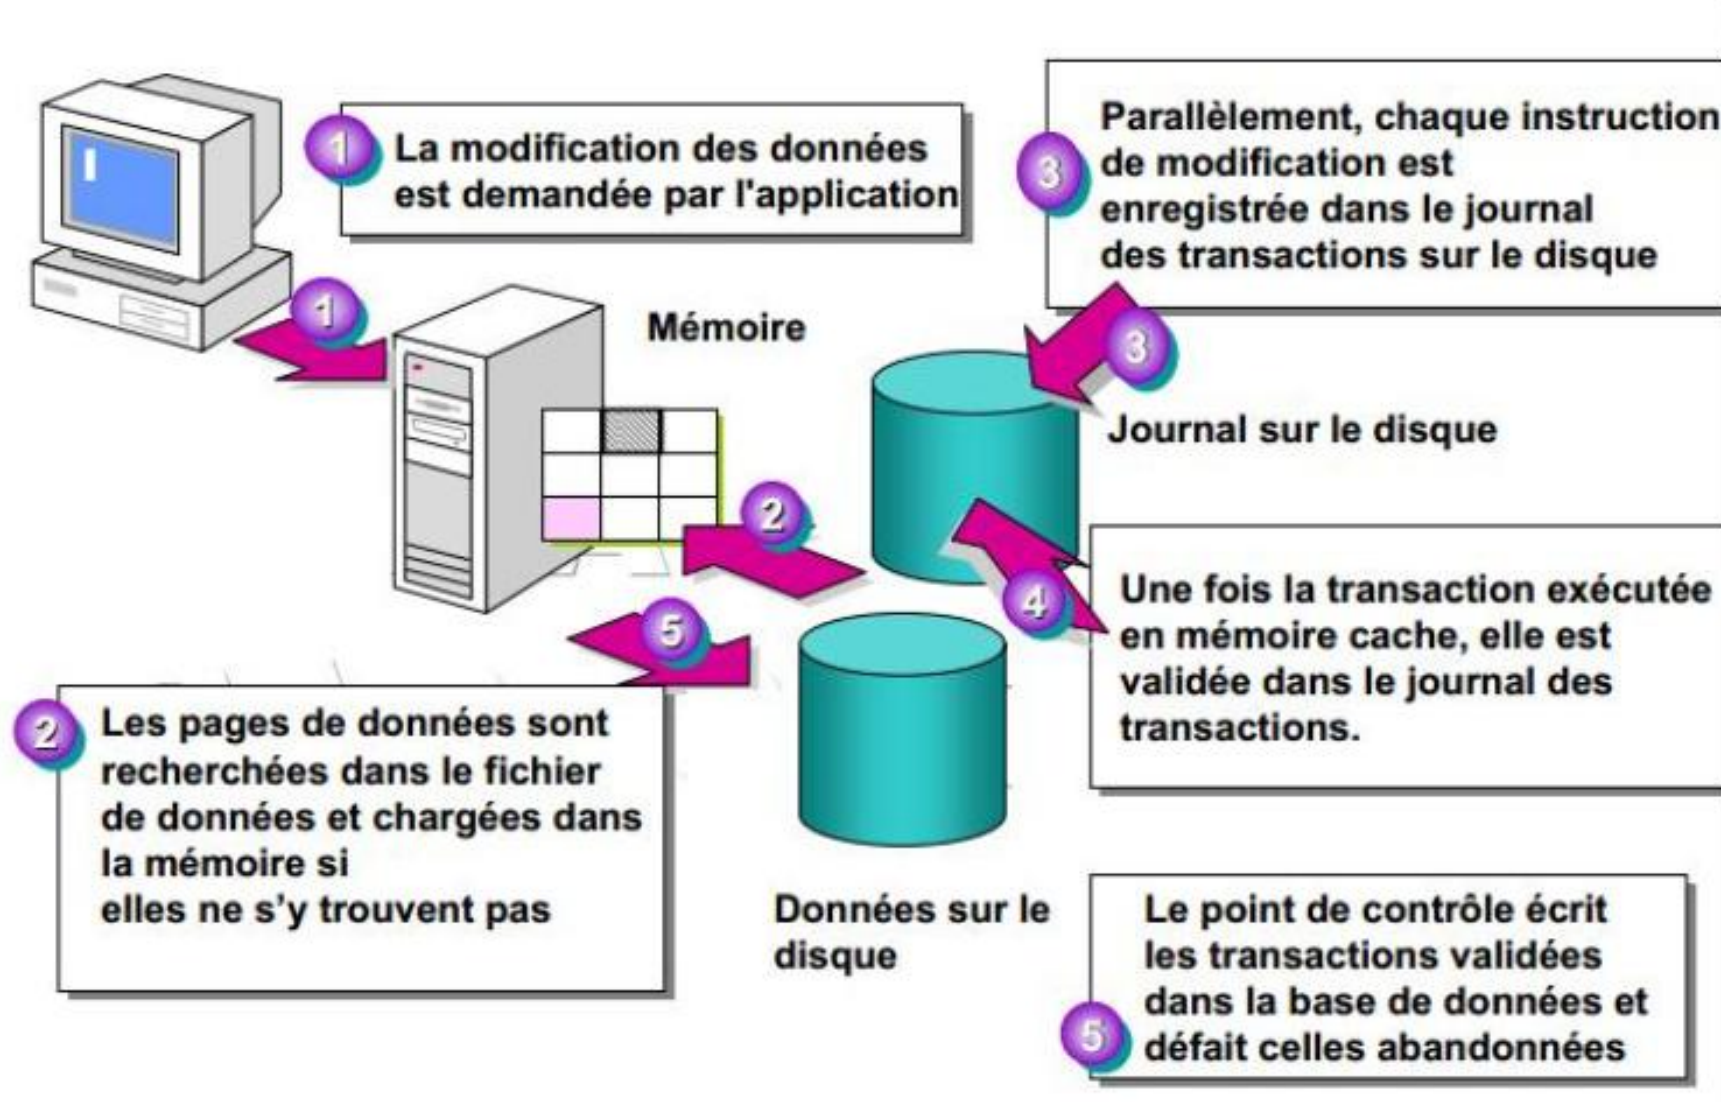 1
La modification des données
est demandée par l'application
3
Parallèlement, chaque instruction
de modification est
enregistrée dans le journal
des transactions sur le disque
1
Mémoire
3
Journal sur le disque
2
4
Une fois la transaction exécutée
en mémoire cache, elle est
validée dans le journal des
transactions.
5
2
Les pages de données sont
recherchées dans le fichier
de données et chargées dans
la mémoire si
elles ne s'y trouvent pas
Données sur le
disque
5
Le point de contrôle écrit
les transactions validées
dans la base de données et
défait celles abandonnées